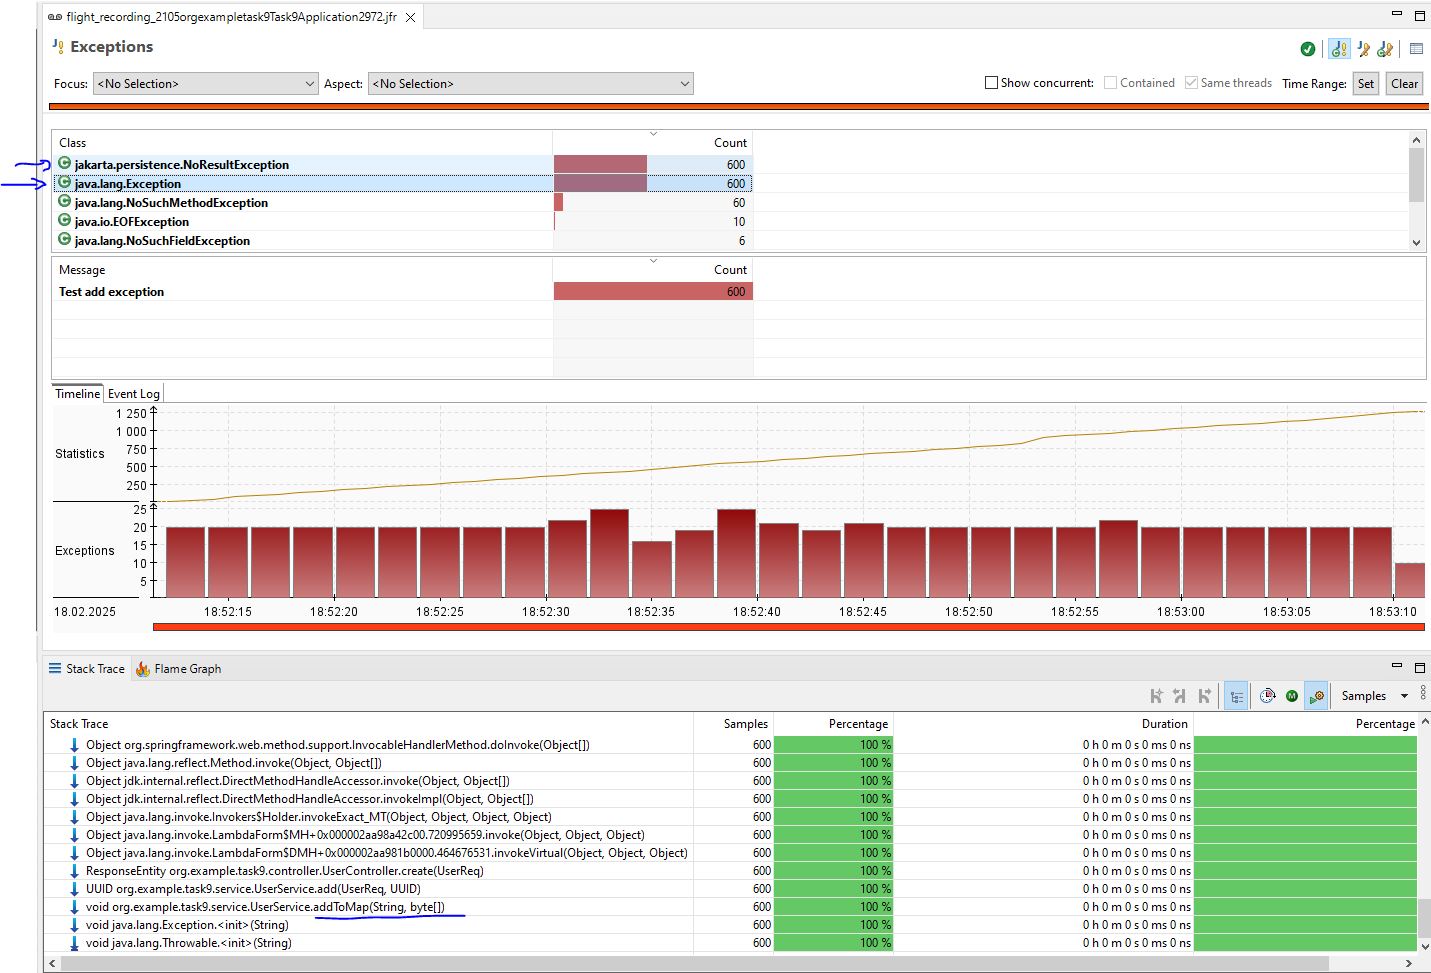 flight_recording_2105orgexampletask9Task9Application2972.jfr
Exceptions
Focus: <No Selection> Aspect: <No Selection> Show concurrent: Contained Same threads Time Range: Set Clear
Class Count
jakarta.persistence.NoResultException 600
java.lang.Exception 600
java.lang.NoSuchMethodException 60
java.io.EOFException 10
java.lang.NoSuchFieldException 6
Message Count
Test add exception 600
Timeline Event Log
1 250
1 000
Statistics 750
500
250
25
20
Exceptions 15
10
5
18.02.2025 18:52:15 18:52:20 18:52:25 18:52:30 18:52:35 18:52:40 18:52:45 18:52:50 18:52:55 18:53:00 18:53:05 18:53:10
Stack Trace Flame Graph
Samples
Stack Trace Samples Percentage Duration Percentage
Object org.springframework.web.method.support.InvocableHandlerMethod.doInvoke(Object[]) 600 100 % 0 h 0 m 0 s 0 ms 0 ns
Object java.lang.reflect.Method.invoke(Object, Object[]) 600 100 % 0 h 0 m 0 s 0 ms 0 ns
Object jdk.internal.reflect.DirectMethodHandleAccessor.invoke(Object, Object[]) 600 100 % 0 h 0 m 0 s 0 ms 0 ns
Object jdk.internal.reflect.DirectMethodHandleAccessor.invokeImpl(Object, Object[]) 600 100 % 0 h 0 m 0 s 0 ms 0 ns
Object java.lang.invoke.Invokers$Holder.invokeExact_MT(Object, Object, Object, Object) 600 100 % 0 h 0 m 0 s 0 ms 0 ns
Object java.lang.invoke.LambdaForm$MH+0x000002aa98a42c00.720995659.invoke(Object, Object, Object) 600 100 % 0 h 0 m 0 s 0 ms 0 ns
Object java.lang.invoke.LambdaForm$DMH+0x000002aa981b0000.464676531.invokeVirtual(Object, Object, Object) 600 100 % 0 h 0 m 0 s 0 ms 0 ns
ResponseEntity org.example.task9.controller.UserController.create(UserReq) 600 100 % 0 h 0 m 0 s 0 ms 0 ns
UUID org.example.task9.service.UserService.add(UserReq, UUID) 600 100 % 0 h 0 m 0 s 0 ms 0 ns
void org.example.task9.service.UserService.addToMap(String, byte[]) 600 100 % 0 h 0 m 0 s 0 ms 0 ns
void java.lang.Exception.<init>(String) 600 100 % 0 h 0 m 0 s 0 ms 0 ns
void java.lang.Throwable.<init>(String) 600 100 % 0 h 0 m 0 s 0 ms 0 ns